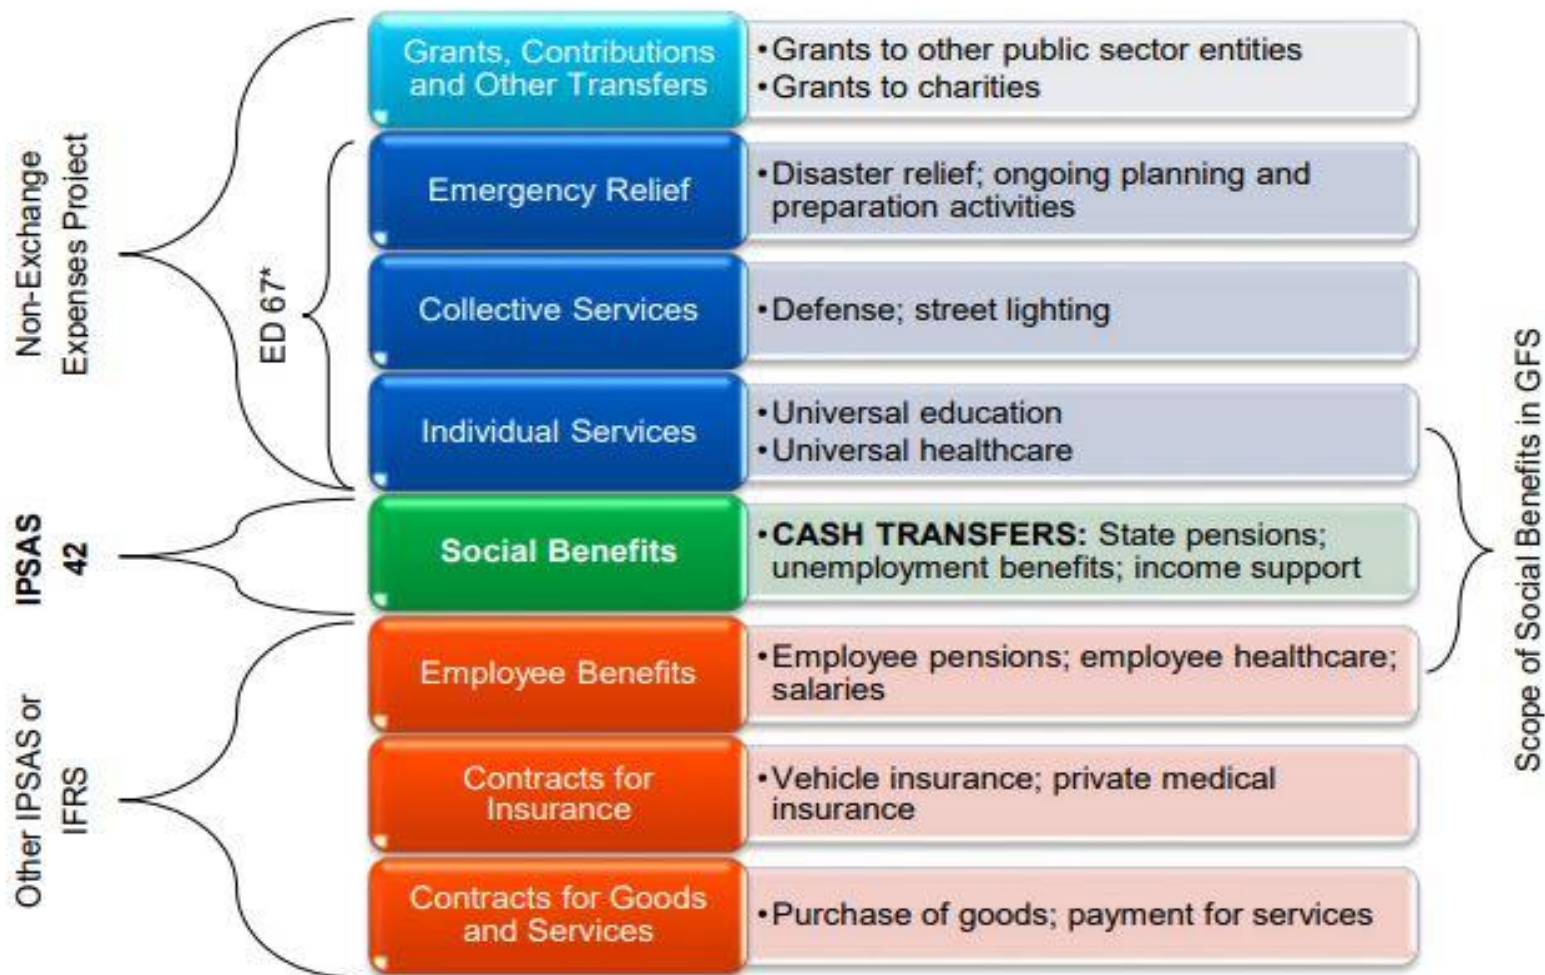 Grants, Contributions
and Other Transfers
•Grants to other public sector entities
•Grants to charities
Non-Exchange
Expenses Project
ED 67*
Emergency Relief
•Disaster relief; ongoing planning and
preparation activities
Collective Services
•Defense; street lighting
Individual Services
•Universal education
•Universal healthcare
IPSAS
42
Social Benefits
•CASH TRANSFERS: State pensions;
unemployment benefits; income support
Scope of Social Benefits in GFS
Other IPSAS or
IFRS
Employee Benefits
•Employee pensions; employee healthcare;
salaries
Contracts for
Insurance
•Vehicle insurance; private medical
insurance
Contracts for Goods
and Services
•Purchase of goods; payment for services